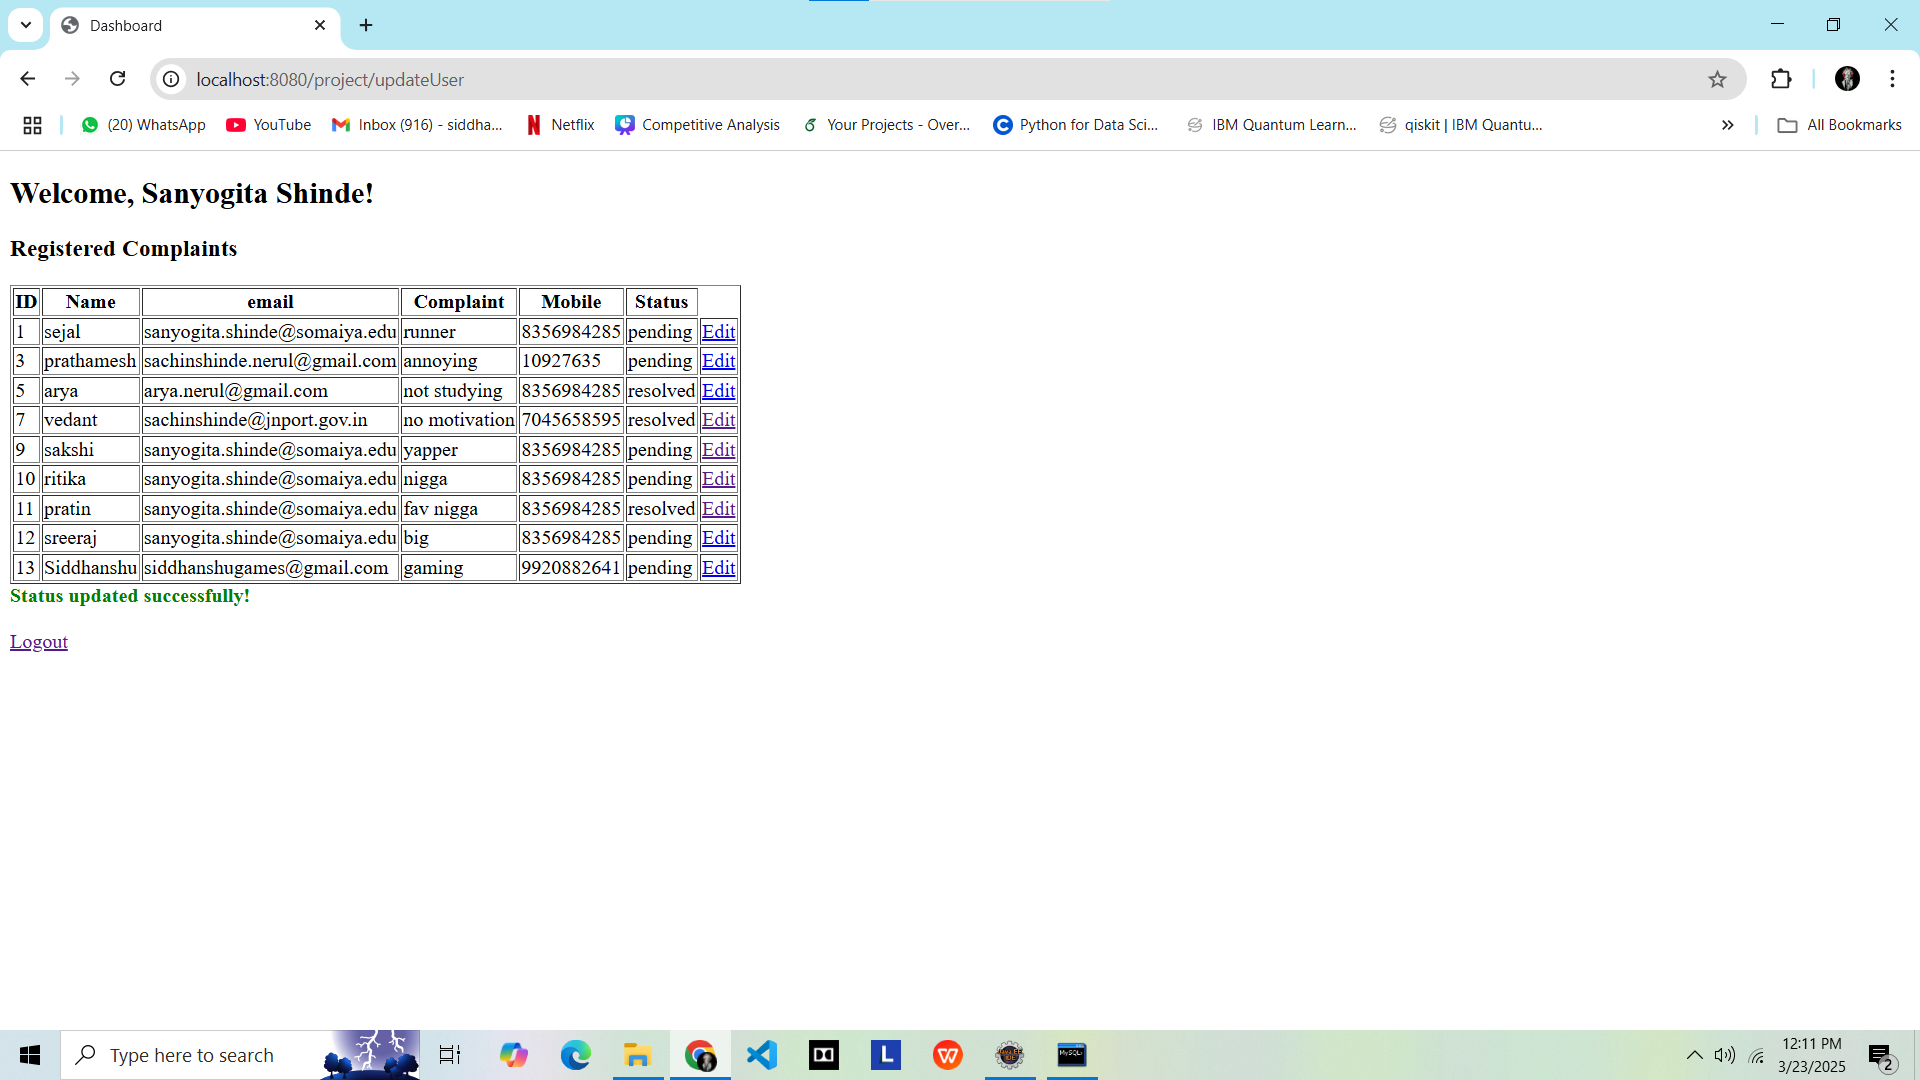 Dashboard
localhost:8080/project/updateUser
(20) WhatsApp YouTube Inbox (916) - siddha... Netflix Competitive Analysis Your Projects - Over... Python for Data Sci... IBM Quantum Learn... qiskit | IBM Quantu... » All Bookmarks
Welcome, Sanyogita Shinde!
Registered Complaints
ID Name email Complaint Mobile Status
1 sejal sanyogita.shinde@somaiya.edu runner 8356984285 pending Edit
3 prathamesh sachinshinde.nerul@gmail.com annoying 10927635 pending Edit
5 arya arya.nerul@gmail.com not studying 8356984285 resolved Edit
7 vedant sachinshinde@jnport.gov.in no motivation 7045658595 resolved Edit
9 sakshi sanyogita.shinde@somaiya.edu yapper 8356984285 pending Edit
10 ritika sanyogita.shinde@somaiya.edu nigga 8356984285 pending Edit
11 pratin sanyogita.shinde@somaiya.edu fav nigga 8356984285 resolved Edit
12 sreeraj sanyogita.shinde@somaiya.edu big 8356984285 pending Edit
13 Siddhanshu siddhanshugames@gmail.com gaming 9920882641 pending Edit
Status updated successfully!
Logout
Type here to search
L
W
MySQL
12:11 PM
3/23/2025
2